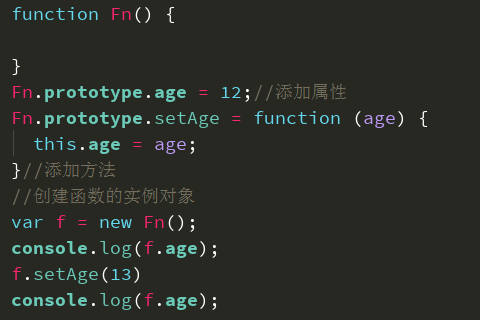 function Fn() {
}
Fn.prototype.age = 12;//添加属性
Fn.prototype.setAge = function (age) {
this.age = age;
}//添加方法
//创建函数的实例对象
var f = new Fn();
console.log(f.age);
f.setAge(13)
console.log(f.age);